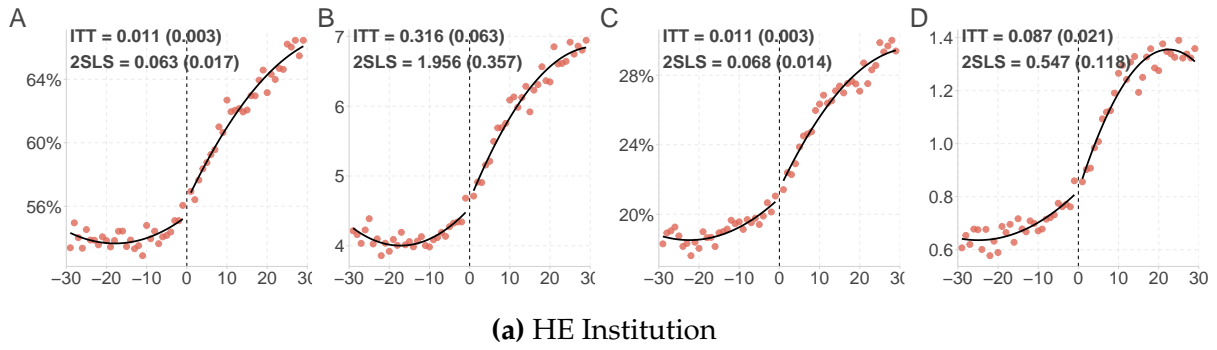 A
ITT = 0.011 (0.003)
2SLS = 0.063 (0.017)
64%
60%
56%
−30 −20 −10 0 10 20 30
B
ITT = 0.316 (0.063)
2SLS = 1.956 (0.357)
7
6
5
4
−30 −20 −10 0 10 20 30
C
ITT = 0.011 (0.003)
2SLS = 0.068 (0.014)
28%
24%
20%
−30 −20 −10 0 10 20 30
D
ITT = 0.087 (0.021)
2SLS = 0.547 (0.118)
1.4
1.2
1.0
0.8
0.6
−30 −20 −10 0 10 20 30
(a) HE Institution